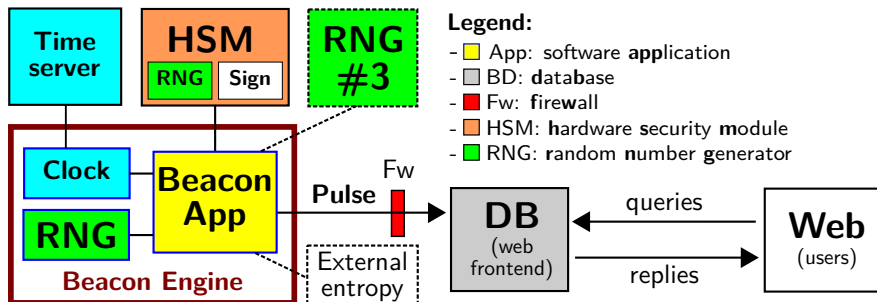 Time
server
HSM
RNG
Sign
RNG
#3
Clock
Beacon
App
RNG
Beacon Engine
External
entropy
Pulse
Fw
DB
(web
frontend)
queries
replies
Web
(users)
Legend:
- App: software application
- BD: database
- Fw: firewall
- HSM: hardware security module
- RNG: random number generator